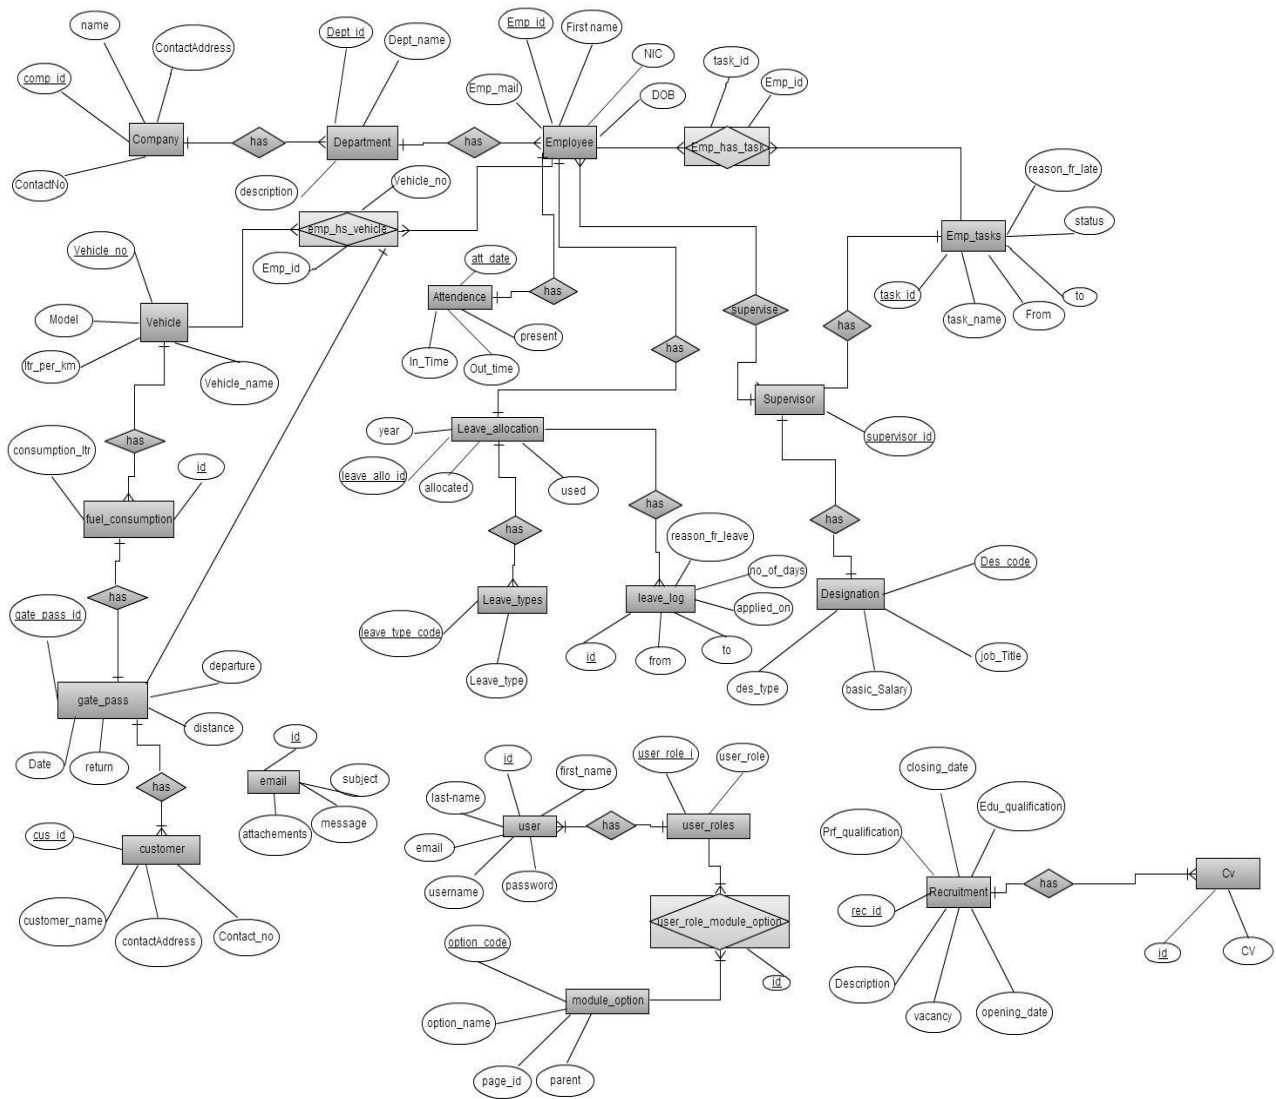 name
ContactAddress
comp_id
Company
ContactNo
has
Dept_id
Dept_name
Department
description
has
Emp_id
First name
NIC
DOB
Emp_mail
Employee
task_id
Emp_id
Emp_has_task
reason_fr_late
status
Emp_tasks
to
From
task_name
task_id
Vehicle_no
emp_hs_vehicle
Emp_id
Vehicle_no
Model
Vehicle
ltr_per_km
Vehicle_name
att_date
Attendence
has
present
In_Time
Out_time
supervise
has
has
Supervisor
supervisor_id
has
consumption_ltr
id
fuel_consumption
year
Leave_allocation
leave_allo_id
allocated
used
has
has
has
reason_fr_leave
no_of_days
applied_on
leave_log
id
from
to
Leave_types
leave_type_code
Leave_type
Des_code
Designation
job_Title
des_type
basic_Salary
has
gate_pass_id
departure
gate_pass
distance
Date
return
has
cus_id
customer
customer_name
contactAddress
Contact_no
id
email
subject
attachements
message
id
first_name
last-name
user
email
username
password
has
user_role_i
user_role
user_roles
user_role_module_option
id
option_code
module_option
option_name
page_id
parent
closing_date
Edu_qualification
Prf_qualification
Recruitment
rec_id
Description
vacancy
opening_date
has
Cv
id
CV